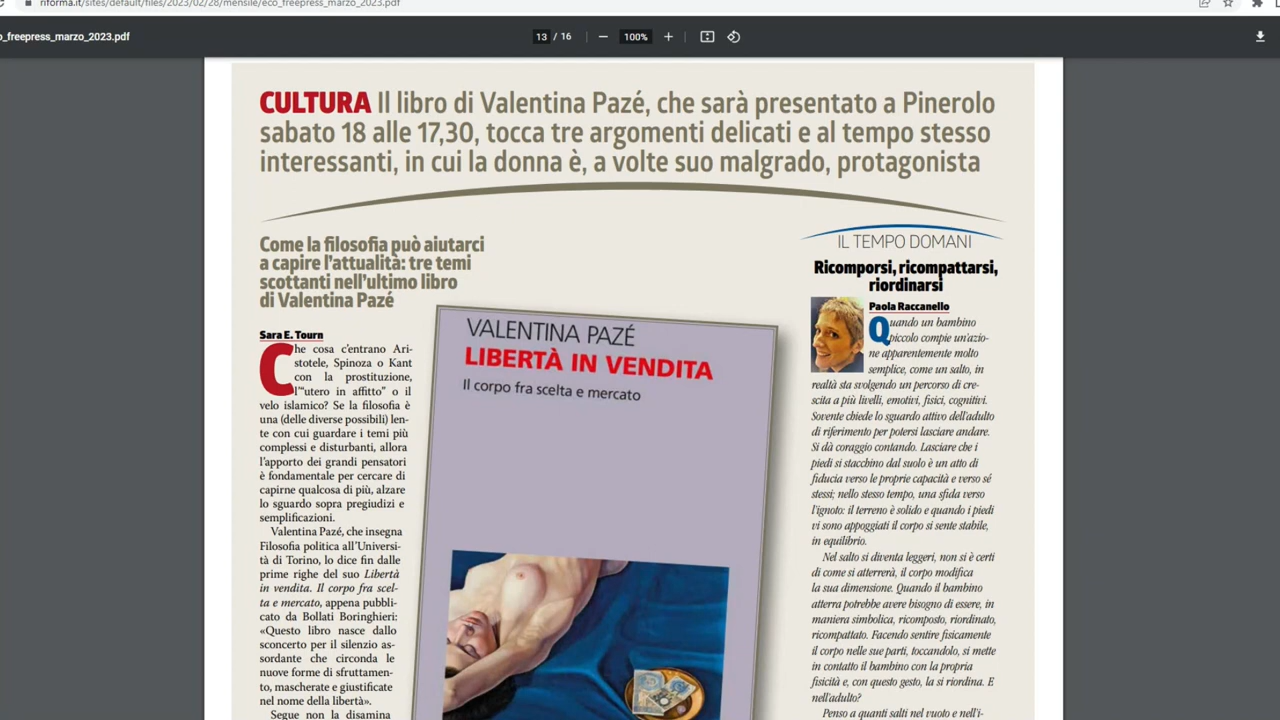 riforma.it/sites/default/files/2023/02/28/mensile/eco_freepress_marzo_2023.pdf
o_freepress_marzo_2023.pdf
13 / 16
100%
CULTURA Il libro di Valentina Pazé, che sarà presentato a Pinerolo
sabato 18 alle 17,30, tocca tre argomenti delicati e al tempo stesso
interessanti, in cui la donna è, a volte suo malgrado, protagonista
Come la filosofia può aiutarci
a capire l'attualità: tre temi
scottanti nell'ultimo libro
di Valentina Pazé
Sara E. Tourn
Che cosa c'entrano Ari-
stotele, Spinoza o Kant
con la prostituzione,
l'"utero in affitto" o il
velo islamico? Se la filosofia è
una (delle diverse possibili) len-
te con cui guardare i temi più
complessi e disturbanti, allora
l'apporto dei grandi pensatori
è fondamentale per cercare di
capirne qualcosa di più, alzare
lo sguardo sopra pregiudizi e
semplificazioni.
Valentina Pazé, che insegna
Filosofia politica all'Universi-
tà di Torino, lo dice fin dalle
prime righe del suo Libertà
in vendita. Il corpo fra scel-
ta e mercato, appena pubbli-
cato da Bollati Boringhieri:
«Questo libro nasce dallo
sconcerto per il silenzio as-
sordante che circonda le
nuove forme di sfruttamen-
to, mascherate e giustificate
nel nome della libertà».
Segue non la disamina
VALENTINA PAZÉ
LIBERTÀ IN VENDITA
Il corpo fra scelta e mercato
IL TEMPO DOMANI
Ricomporsi, ricompattarsi,
riordinarsi
Paola Raccanello
Quando un bambino
piccolo compie un'azio-
ne apparentemente molto
semplice, come un salto, in
realtà sta svolgendo un percorso di cre-
scita a più livelli, emotivi, fisici, cognitivi.
Sovente chiede lo sguardo attivo dell'adulto
di riferimento per potersi lasciare andare.
Si dà coraggio contando. Lasciare che i
piedi si stacchino dal suolo è un atto di
fiducia verso le proprie capacità e verso sé
stessi; nello stesso tempo, una sfida verso
l'ignoto: il terreno è solido e quando i piedi
vi sono appoggiati il corpo si sente stabile,
in equilibrio.
Nel salto si diventa leggeri, non si è certi
di come si atterrerà, il corpo modifica
la sua dimensione. Quando il bambino
atterra potrebbe avere bisogno di essere, in
maniera simbolica, ricomposto, riordinato,
ricompattato. Facendo sentire fisicamente
il corpo nelle sue parti, toccandolo, si mette
in contatto il bambino con la propria
fisicità e, con questo gesto, la si riordina. E
nell'adulto?
Penso a quanti salti nel vuoto e nell'i-